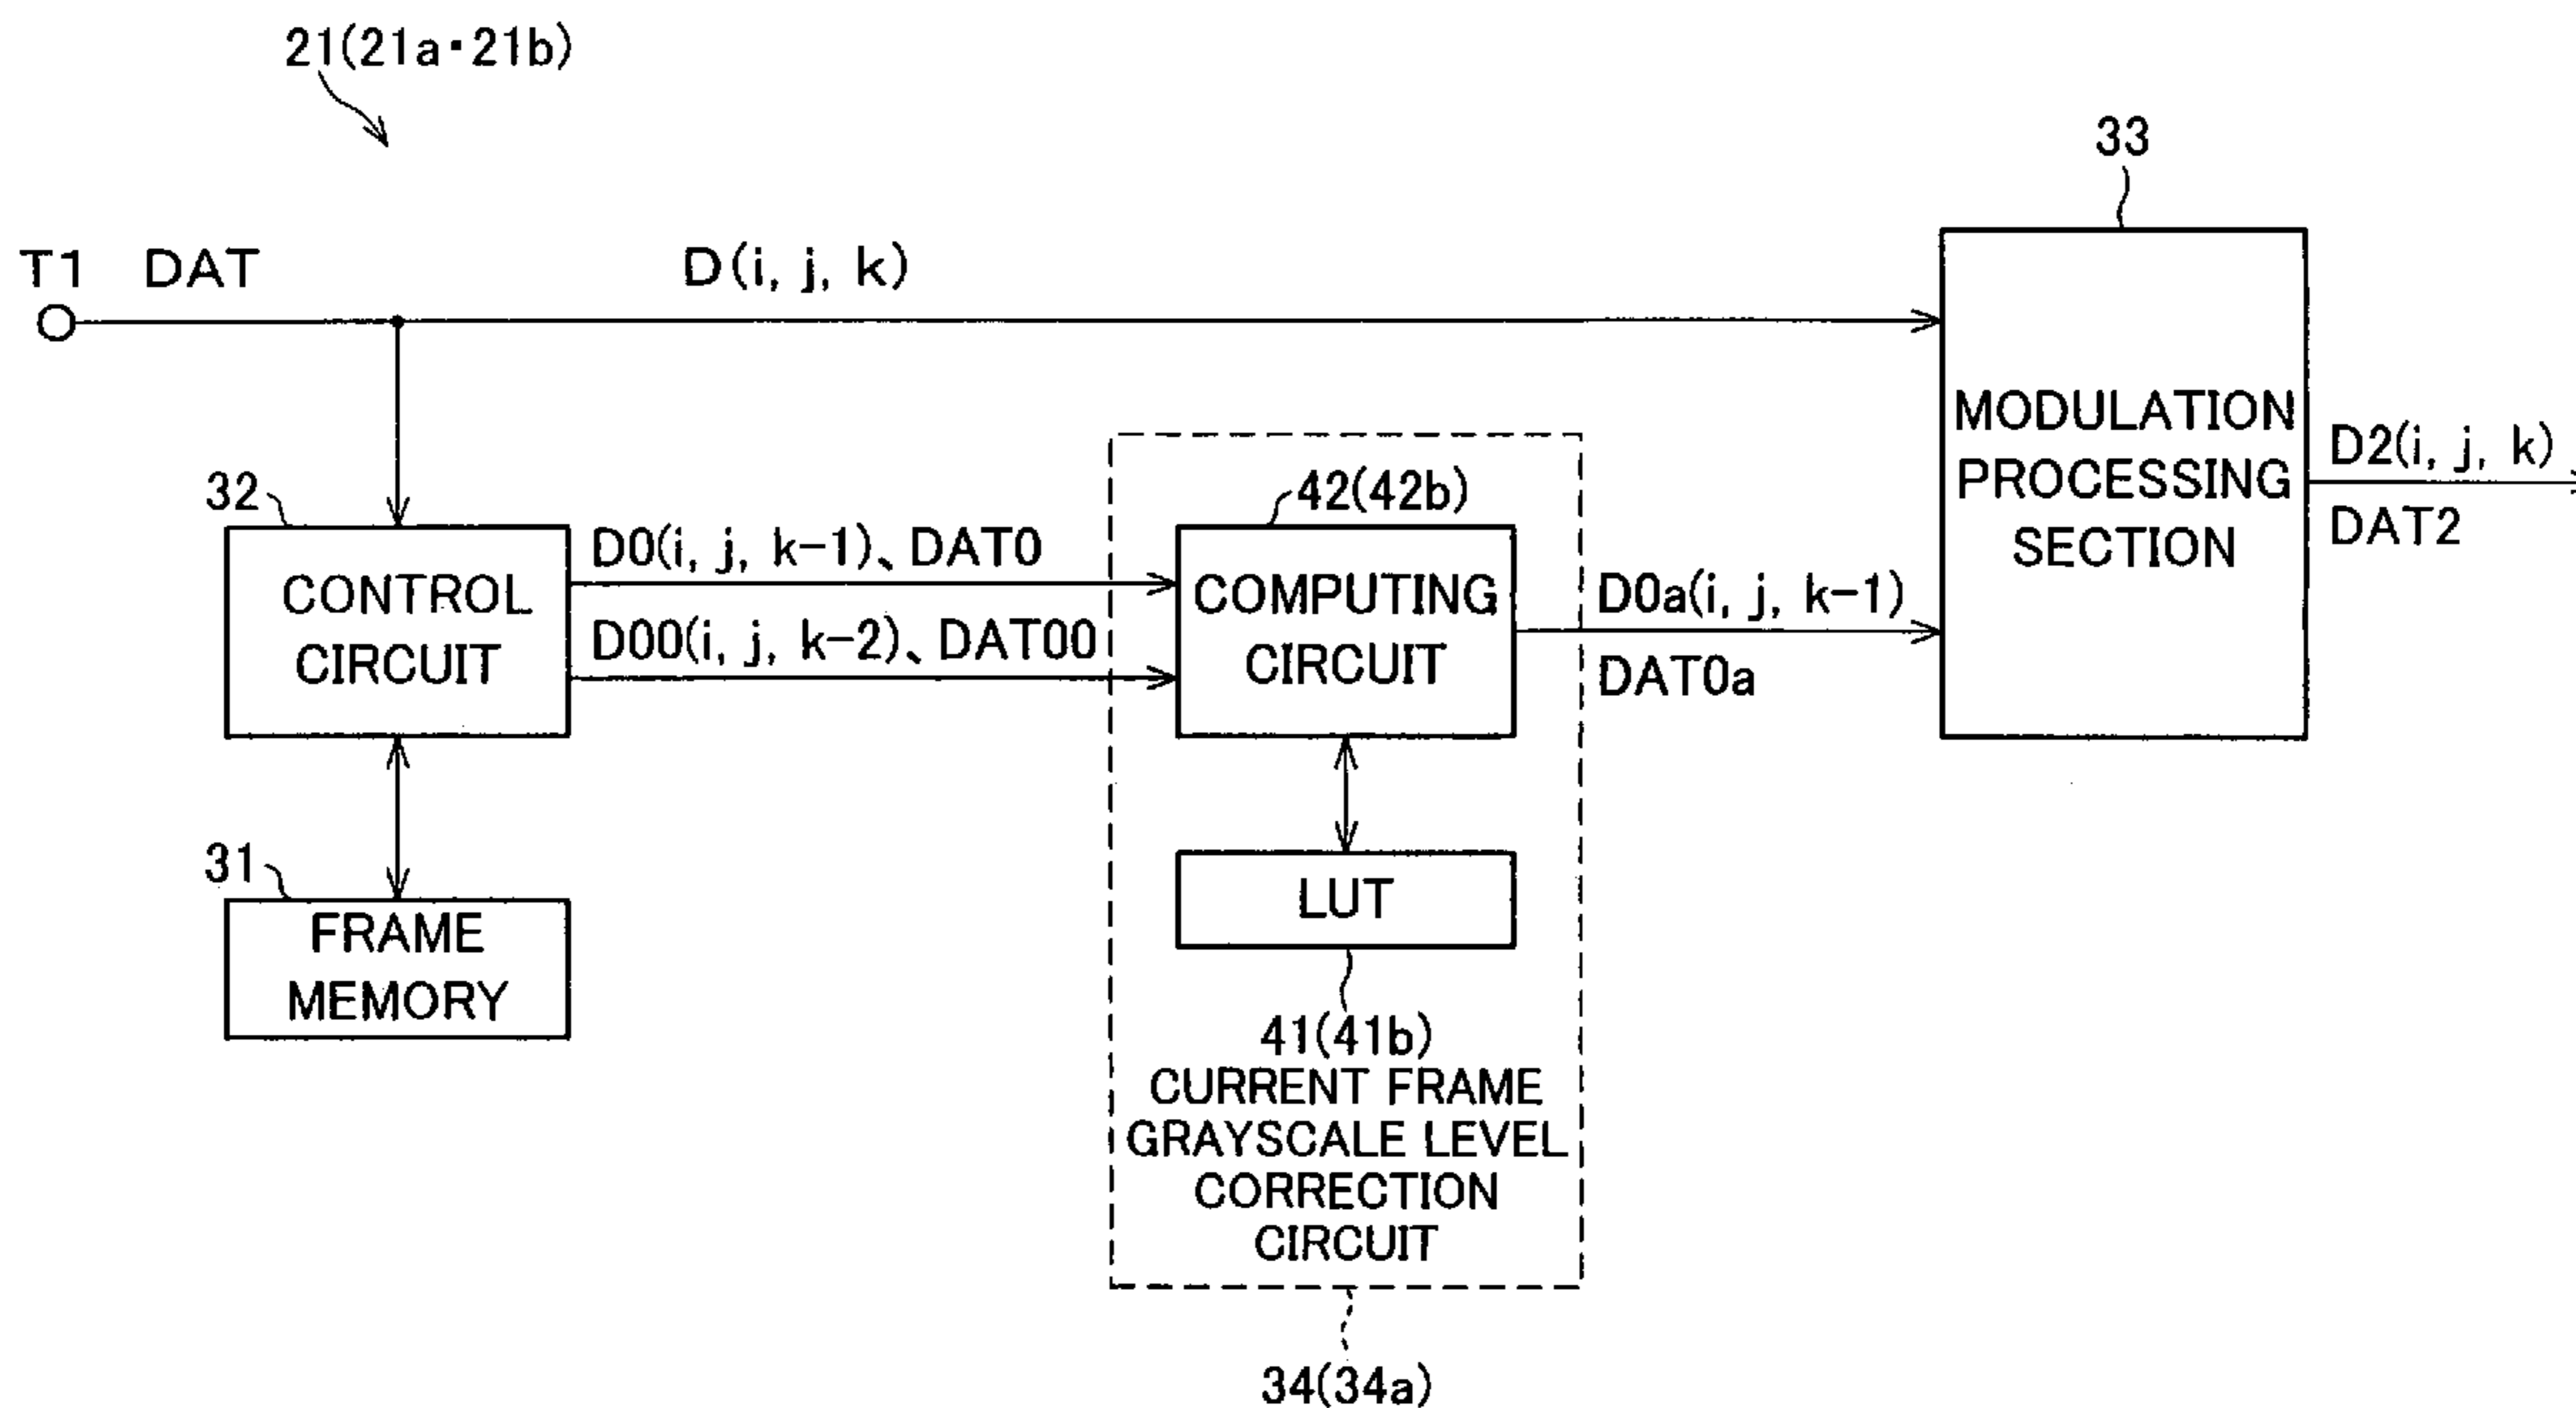 21(21a・21b)
33
T1 DAT
D(i, j, k)
MODULATION
PROCESSING
SECTION
D2(i, j, k)
DAT2
32
CONTROL
CIRCUIT
D0(i, j, k-1)、DAT0
D00(i, j, k-2)、DAT00
42(42b)
COMPUTING
CIRCUIT
D0a(i, j, k-1)
DAT0a
31
FRAME
MEMORY
LUT
41(41b)
CURRENT FRAME
GRAYSCALE LEVEL
CORRECTION
CIRCUIT
34(34a)